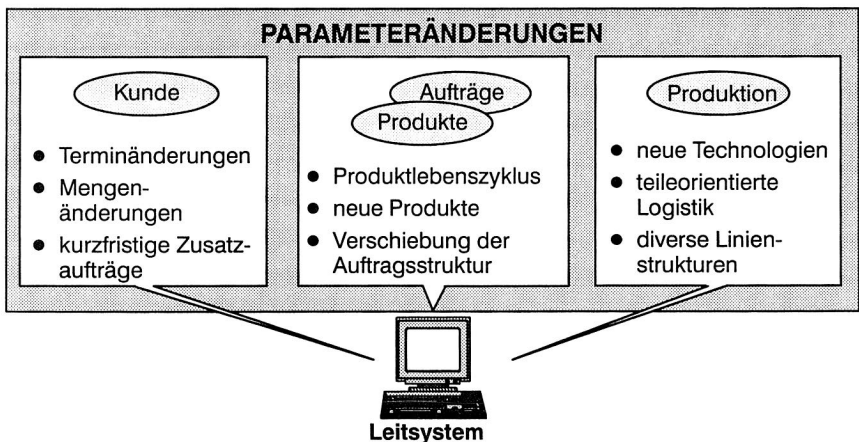 PARAMETERÄNDERUNGEN
Kunde
Terminänderungen
Mengen-
änderungen
kurzfristige Zusatz-
aufträge
Aufträge
Produkte
Produktlebenszyklus
neue Produkte
Verschiebung der
Auftragsstruktur
Produktion
neue Technologien
teileorientierte
Logistik
diverse Linien-
strukturen
Leitsystem